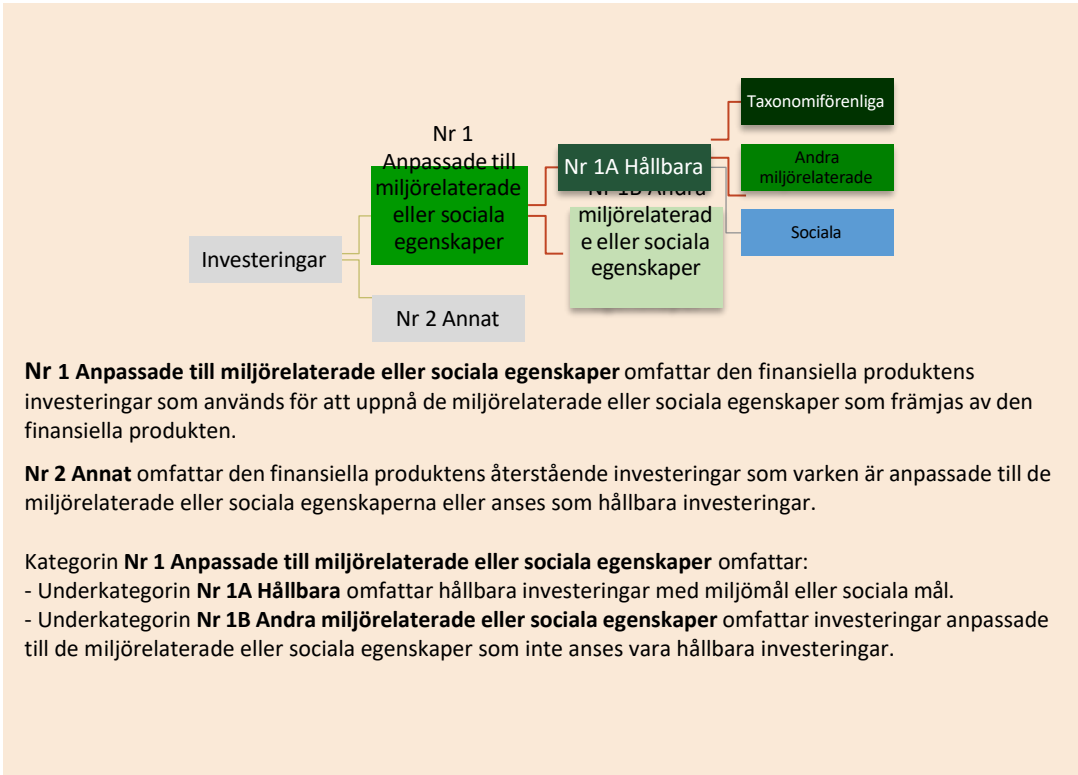 Taxonomiförenliga
Nr 1
Anpassade till
miljörelaterade
eller sociala
egenskaper
Nr 1A Hållbara
Andra
miljörelaterade
Nr 1B Andra
miljörelaterad
e eller sociala
egenskaper
Sociala
Investeringar
Nr 2 Annat
Nr 1 Anpassade till miljörelaterade eller sociala egenskaper omfattar den finansiella produktens
investeringar som används för att uppnå de miljörelaterade eller sociala egenskaper som främjas av den
finansiella produkten.
Nr 2 Annat omfattar den finansiella produktens återstående investeringar som varken är anpassade till de
miljörelaterade eller sociala egenskaperna eller anses som hållbara investeringar.
Kategorin Nr 1 Anpassade till miljörelaterade eller sociala egenskaper omfattar:
- Underkategorin Nr 1A Hållbara omfattar hållbara investeringar med miljömål eller sociala mål.
- Underkategorin Nr 1B Andra miljörelaterade eller sociala egenskaper omfattar investeringar anpassade
till de miljörelaterade eller sociala egenskaper som inte anses vara hållbara investeringar.